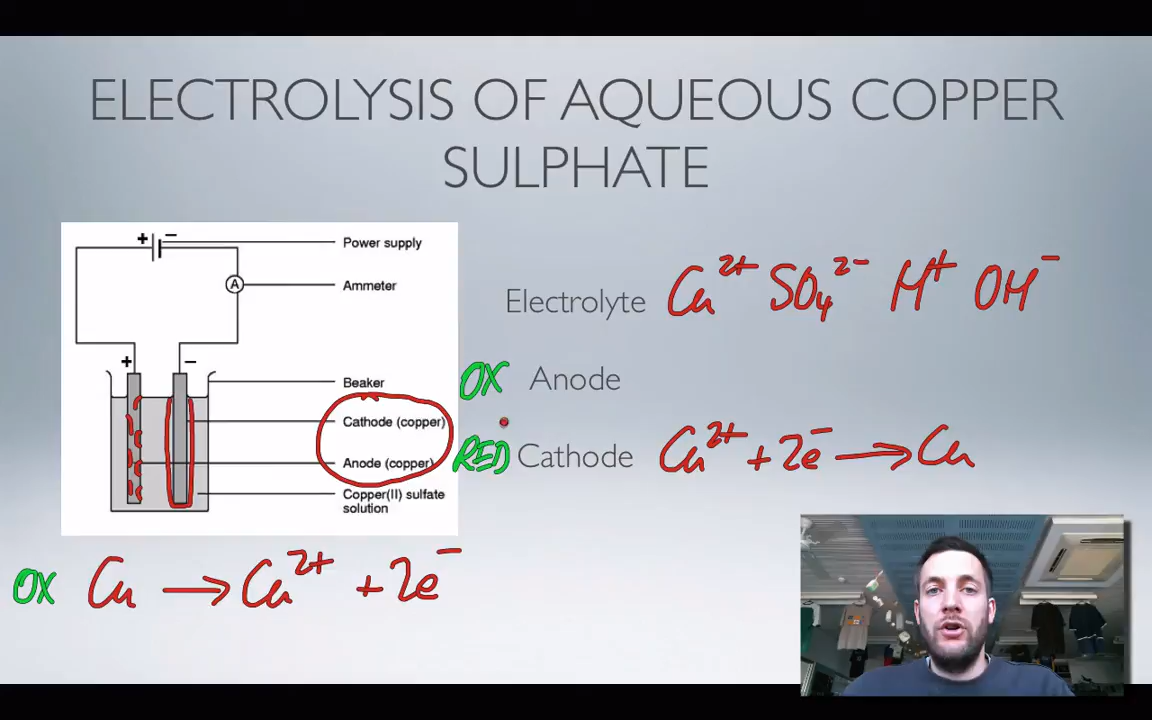 ELECTROLYSIS OF AQUEOUS COPPER
SULPHATE
+ −
Power supply
A
Ammeter
+ −
Beaker
Cathode (copper)
Anode (copper)
Copper(II) sulfate
solution
Electrolyte Cu²⁺ SO₄²⁻ H⁺ OH⁻
OX Anode
RED Cathode Cu²⁺ + 2e⁻ → Cu
OX Cu → Cu²⁺ + 2e⁻